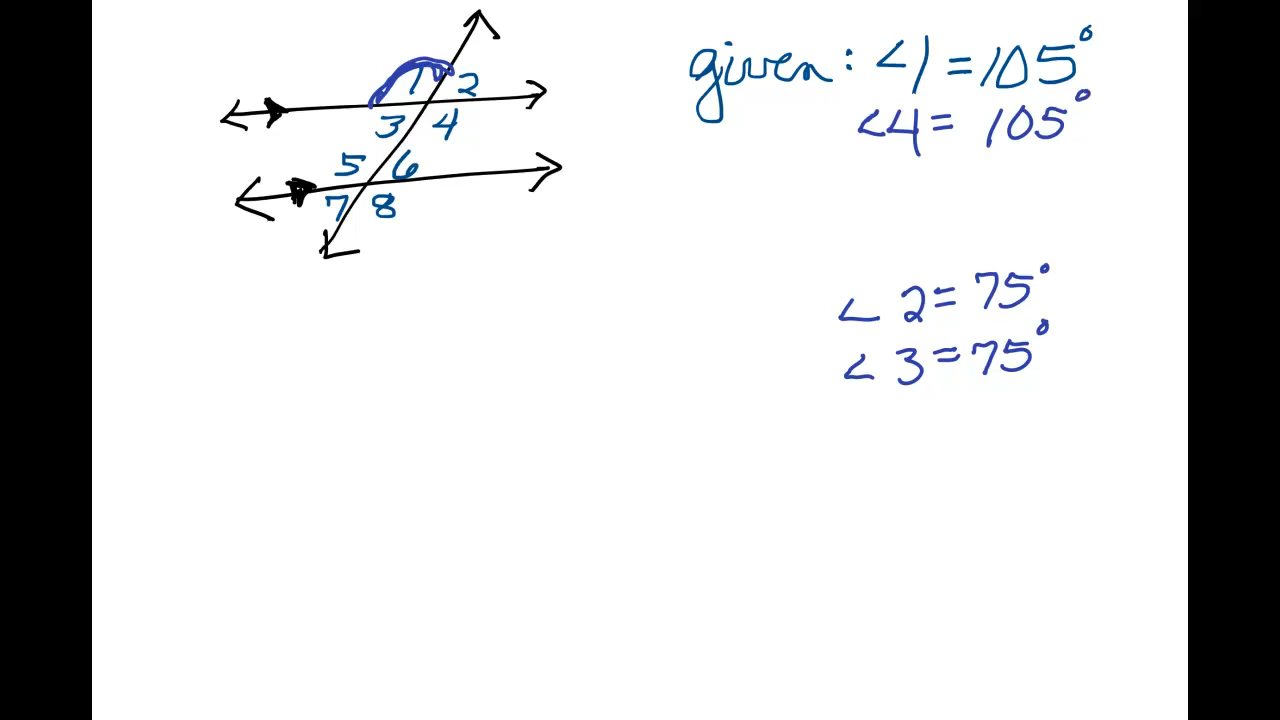 1 2
3 4
5 6
7 8
given: <1 = 105°
<4 = 105°
< 2 = 75°
< 3 = 75°